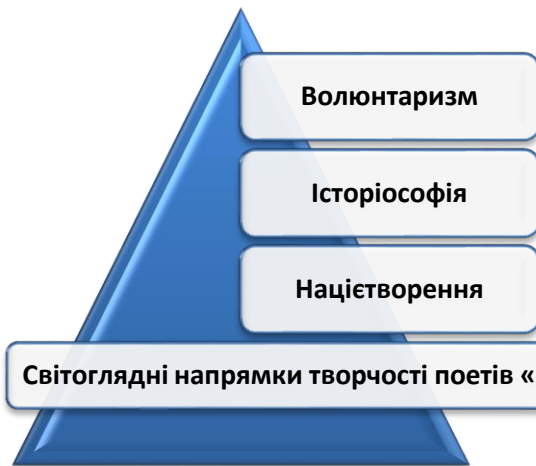 Волюнтаризм
Історіософія
Націєтворення
Світоглядні напрямки творчості поетів «